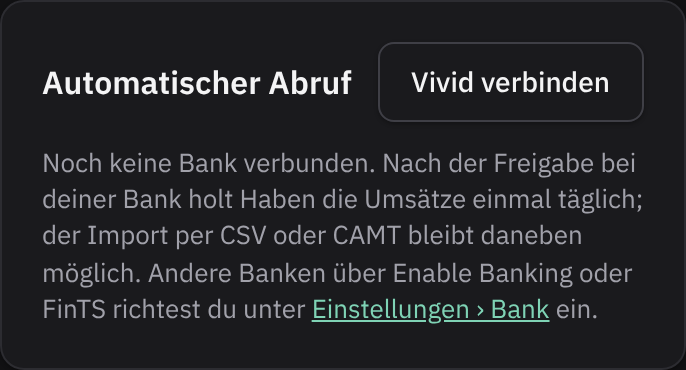 Automatischer Abruf
Vivid verbinden
Noch keine Bank verbunden. Nach der Freigabe bei
deiner Bank holt Haben die Umsätze einmal täglich;
der Import per CSV oder CAMT bleibt daneben
möglich. Andere Banken über Enable Banking oder
FinTS richtest du unter Einstellungen › Bank ein.